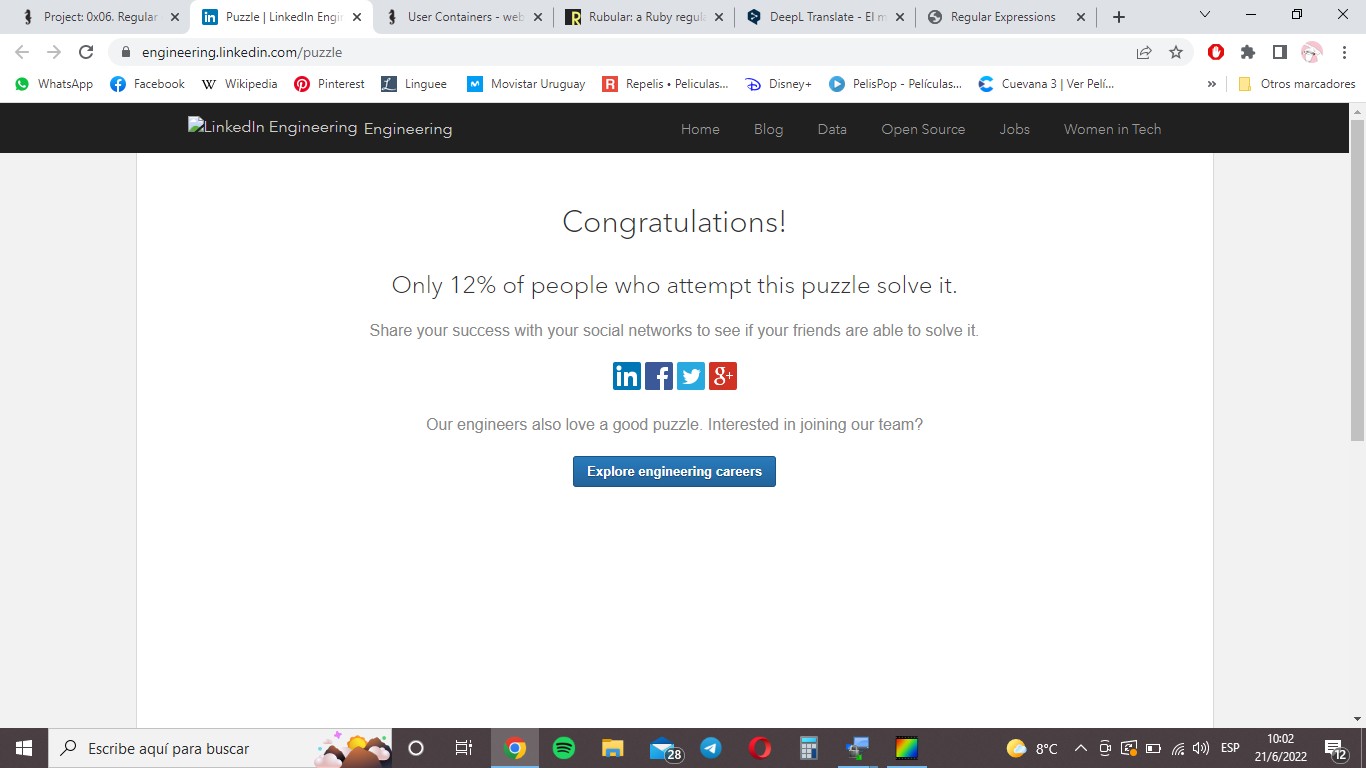 Project: 0x06. Regular
Puzzle | LinkedIn Engin
User Containers - web
Rubular: a Ruby regula
DeepL Translate - El m
Regular Expressions
engineering.linkedin.com/puzzle
WhatsApp
Facebook
Wikipedia
Pinterest
Linguee
Movistar Uruguay
Repelis • Peliculas...
Disney+
PelisPop - Películas...
Cuevana 3 | Ver Pelí...
»
Otros marcadores
LinkedIn Engineering Engineering
Home
Blog
Data
Open Source
Jobs
Women in Tech
Congratulations!
Only 12% of people who attempt this puzzle solve it.
Share your success with your social networks to see if your friends are able to solve it.
in f g+
Our engineers also love a good puzzle. Interested in joining our team?
Explore engineering careers
Escribe aquí para buscar
28
8°C
ESP
10:02
21/6/2022
12